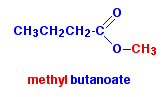 O
CH₃CH₂CH₂-C
O-CH₃
methyl butanoate